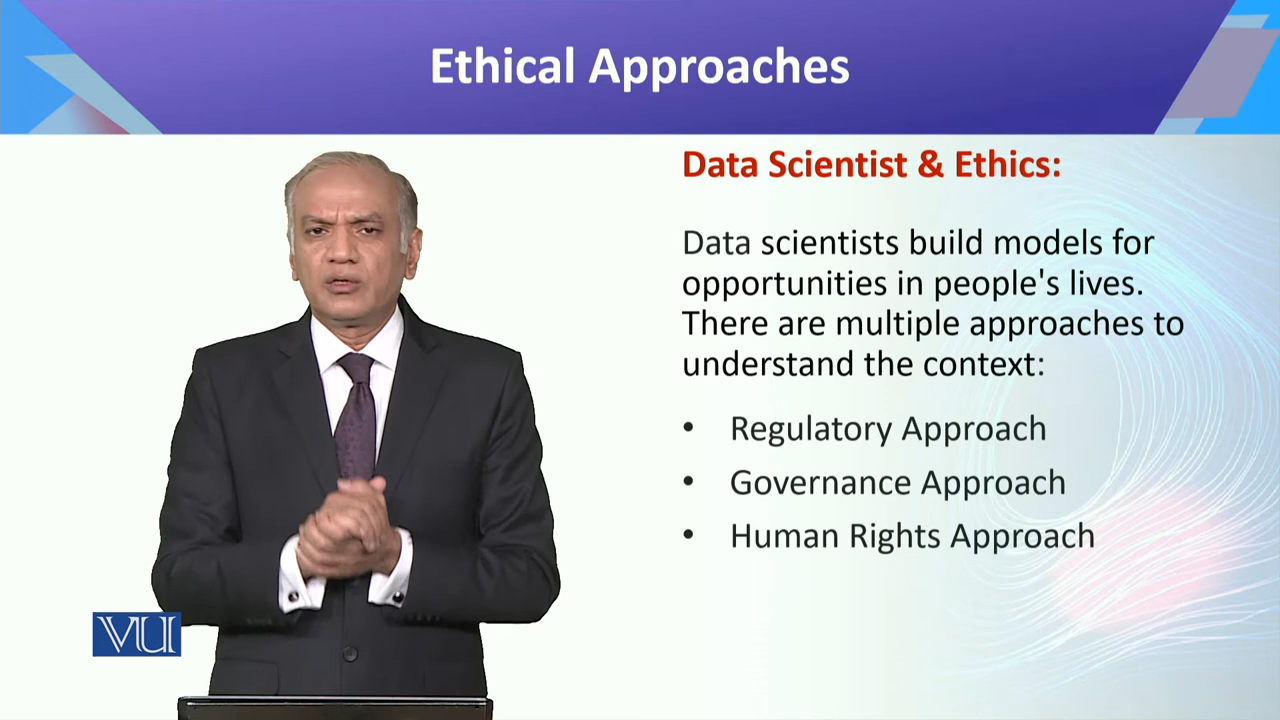 Ethical Approaches
Data Scientist & Ethics:
Data scientists build models for
opportunities in people's lives.
There are multiple approaches to
understand the context:
• Regulatory Approach
• Governance Approach
• Human Rights Approach
VU